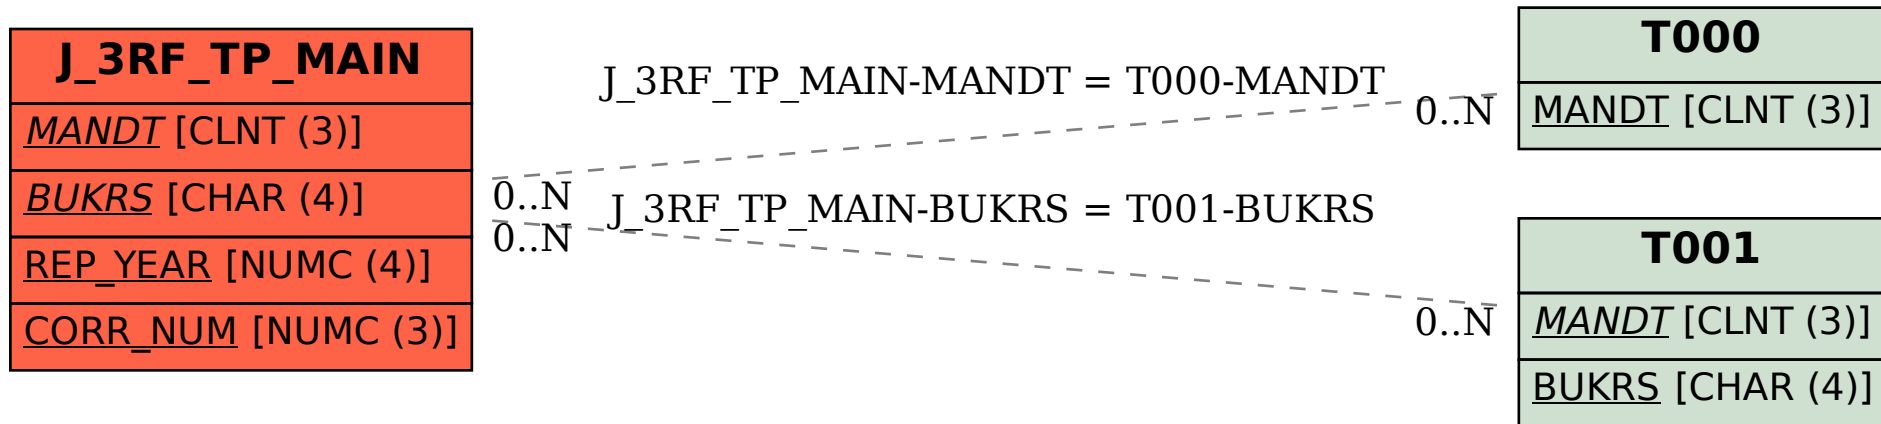 J_3RF_TP_MAIN
MANDT [CLNT (3)]
BUKRS [CHAR (4)]
REP_YEAR [NUMC (4)]
CORR_NUM [NUMC (3)]
J_3RF_TP_MAIN-MANDT = T000-MANDT
0..N
0..N
J_3RF_TP_MAIN-BUKRS = T001-BUKRS
0..N
0..N
T000
MANDT [CLNT (3)]
T001
MANDT [CLNT (3)]
BUKRS [CHAR (4)]